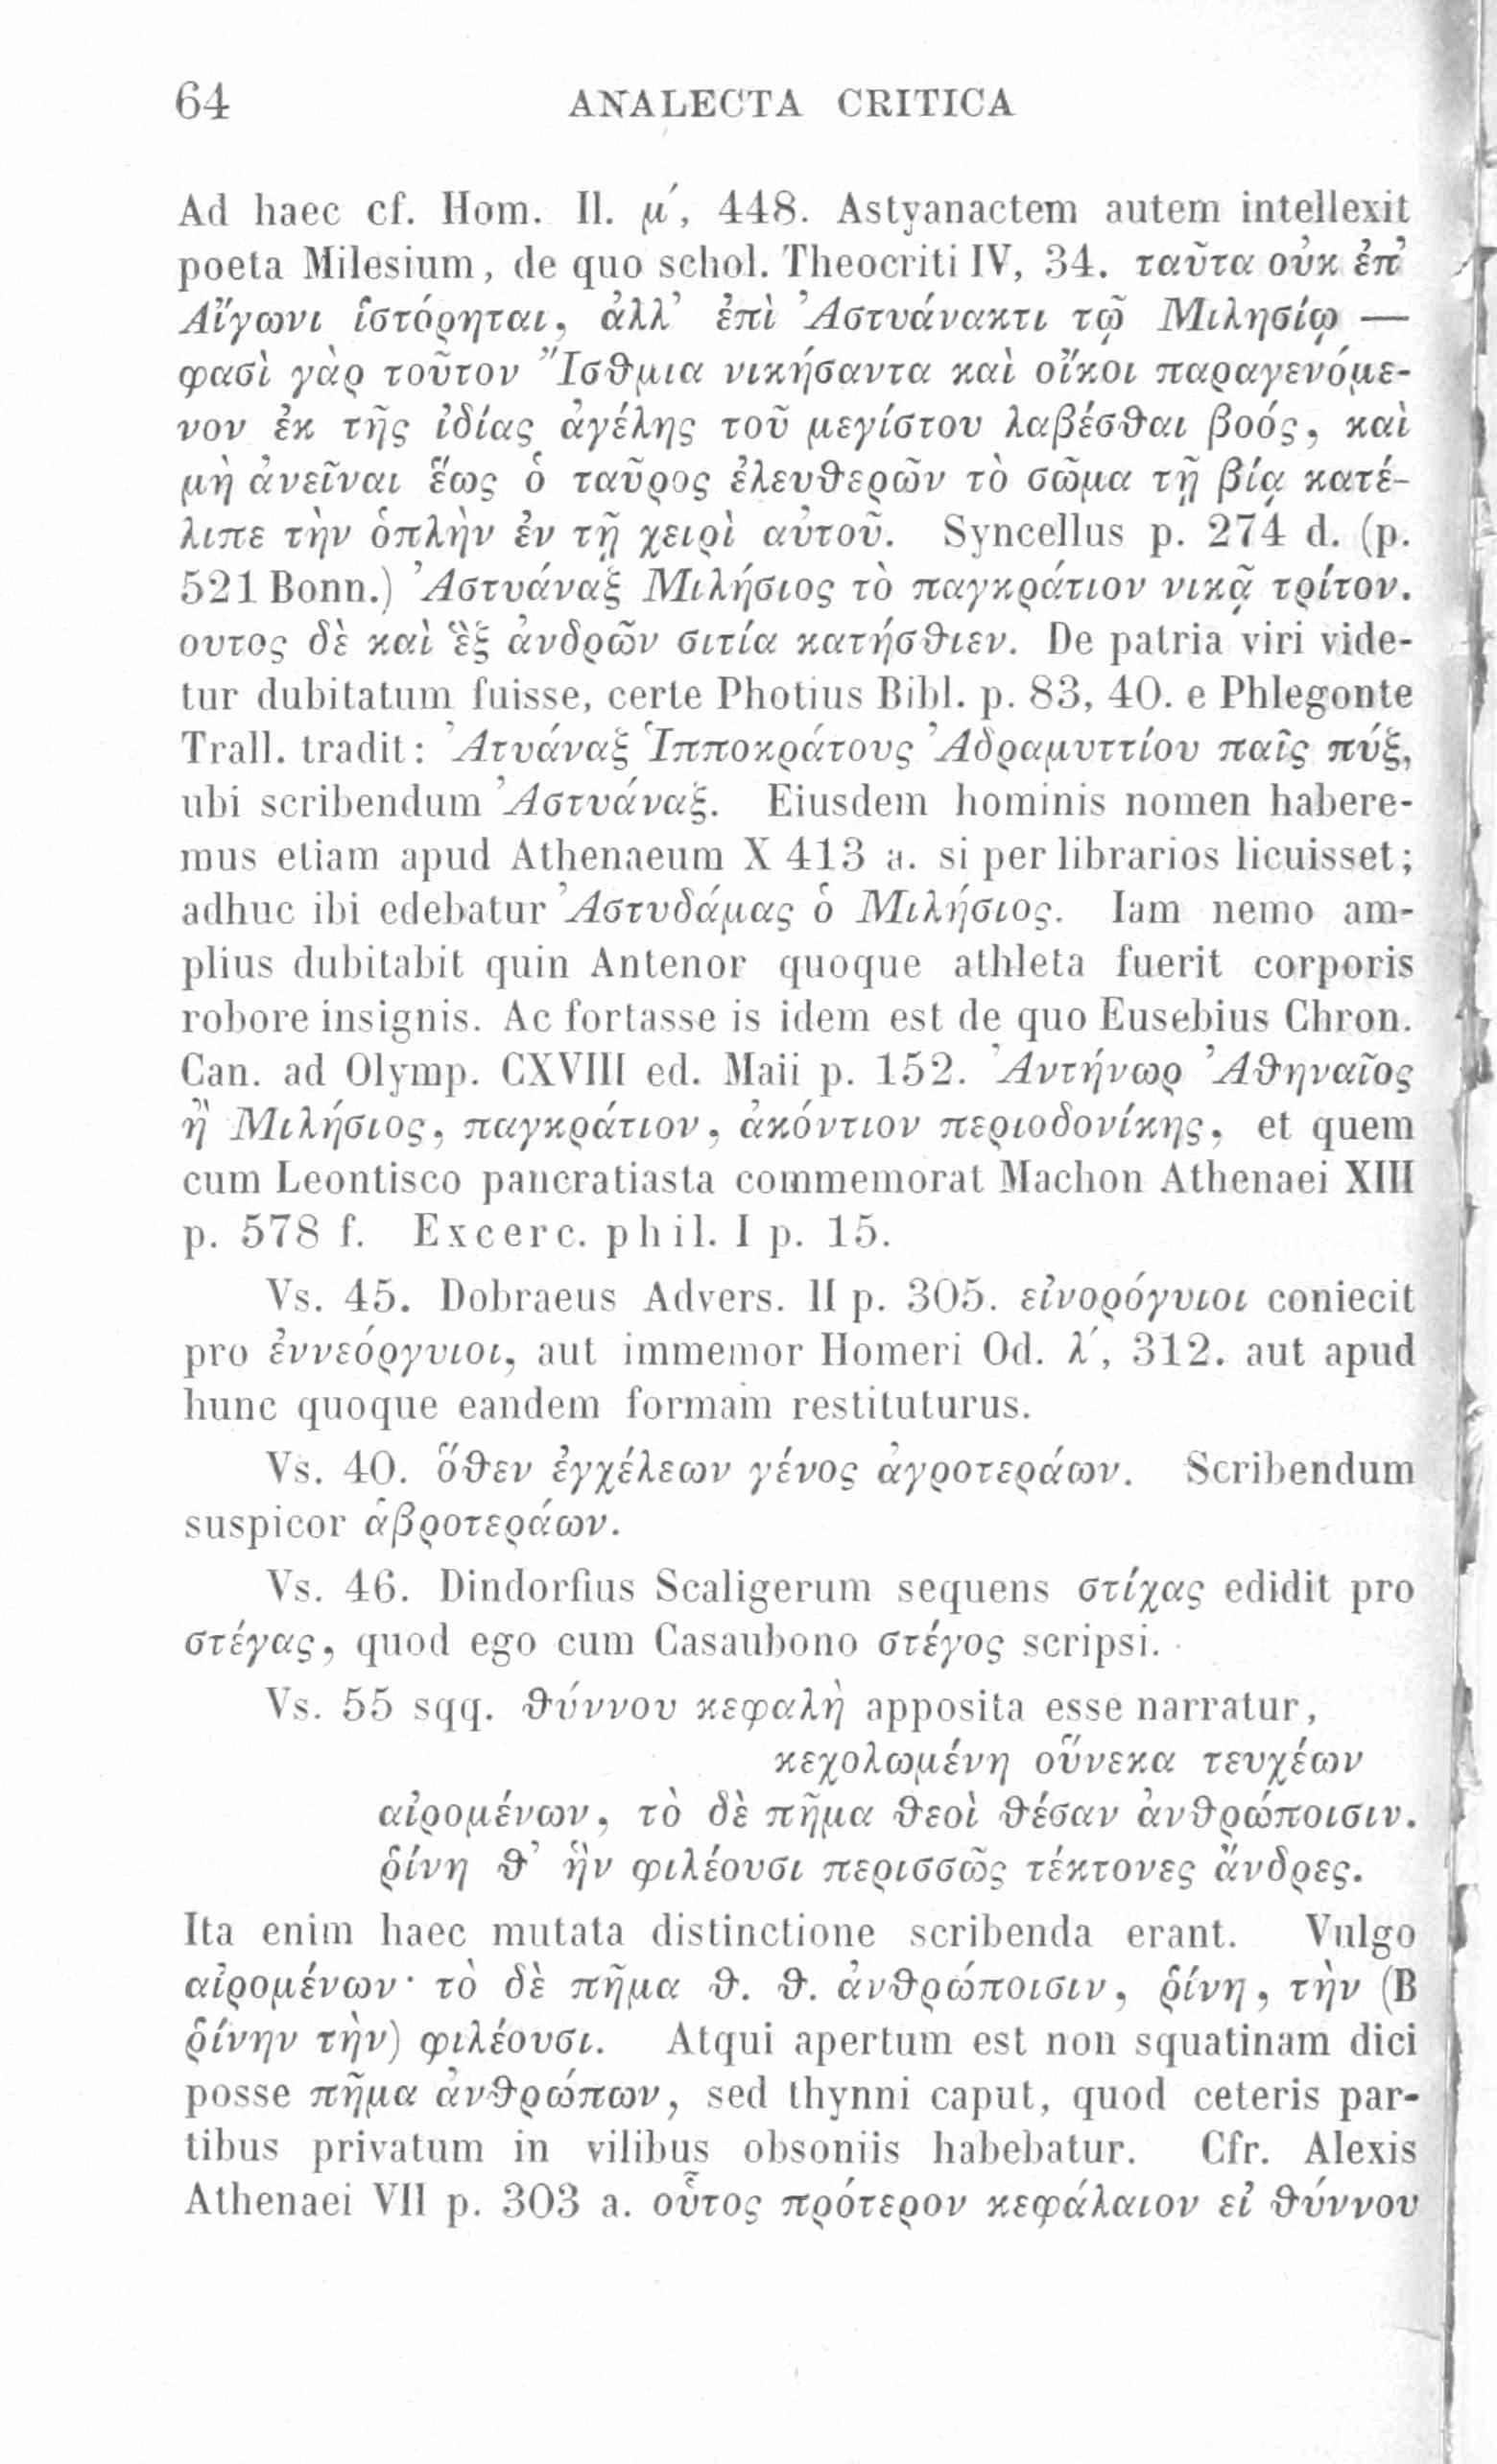 64 ANALECTA CRITICA
Ad haec cf. Hom. Il. μ΄, 448. Astyanactem autem intellexit
poeta Milesium, de quo schol. Theocriti IV, 34. ταῦτα οὐκ ἐπ᾽
Αἴγωνι ἱστόρηται, ἀλλ᾽ ἐπὶ Ἀστυάνακτι τῷ Μιλησίῳ —
φασὶ γὰρ τοῦτον Ἴσθμια νικήσαντα καὶ οἴκοι παραγενόμε-
νον ἐκ τῆς ἰδίας ἀγέλης τοῦ μεγίστου λαβέσθαι βοός, καὶ
μὴ ἀνεῖναι ἕως ὁ ταῦρος ἐλευθερῶν τὸ σῶμα τῇ βίᾳ κατέ-
λιπε τὴν ὁπλὴν ἐν τῇ χειρὶ αὐτοῦ. Syncellus p. 274 d. (p.
521 Bonn.) Ἀστυάναξ Μιλήσιος τὸ παγκράτιον νικᾷ τρίτον.
ουτος δὲ καὶ ἓξ ἀνδρῶν σιτία κατήσθιεν. De patria viri vide-
tur dubitatum fuisse, certe Photius Bibl. p. 83, 40. e Phlegonte
Trall. tradit: Ἀτυάναξ Ἱπποκράτους Ἀδραμυττίου παῖς πύξ,
ubi scribendum Ἀστυάναξ. Eiusdem hominis nomen habere-
mus etiam apud Athenaeum X 413 a. si per librarios licuisset;
adhuc ibi edebatur Ἀστυδάμας ὁ Μιλήσιος. Iam nemo am-
plius dubitabit quin Antenor quoque athleta fuerit corporis
robore insignis. Ac fortasse is idem est de quo Eusebius Chron.
Can. ad Olymp. CXVIII ed. Maii p. 152. Ἀντήνωρ Ἀθηναῖος
ἢ Μιλήσιος, παγκράτιον, ἀκόντιον περιοδονίκης, et quem
cum Leontisco pancratiasta commemorat Machon Athenaei XIII
p. 578 f. Excerc. phil. I p. 15.
Vs. 45. Dobraeus Advers. II p. 305. εἰνορόγυιοι coniecit
pro ἐννεόργυιοι, aut immemor Homeri Od. λ΄, 312. aut apud
hunc quoque eandem formam restituturus.
Vs. 40. ὅθεν ἐγχέλεων γένος ἀγροτεράων. Scribendum
suspicor ἁβροτεράων.
Vs. 46. Dindorfius Scaligerum sequens στίχας edidit pro
στέγας, quod ego cum Casaubono στέγος scripsi.
Vs. 55 sqq. θύννου κεφαλὴ apposita esse narratur,
κεχολωμένη οὕνεκα τευχέων
αἰρομένων, τὸ δὲ πῆμα θεοὶ θέσαν ἀνθρώποισιν.
ῥίνη θ᾽ ἣν φιλέουσι περισσῶς τέκτονες ἄνδρες.
Ita enim haec mutata distinctione scribenda erant. Vulgo
αἰρομένων· τὸ δὲ πῆμα θ. θ. ἀνθρώποισιν, ῥίνη, τὴν (B
ῥίνην τὴν) φιλέουσι. Atqui apertum est non squatinam dici
posse πῆμα ἀνθρώπων, sed thynni caput, quod ceteris par-
tibus privatum in vilibus obsoniis habebatur. Cfr. Alexis
Athenaei VII p. 303 a. οὗτος πρότερον κεφάλαιον εἰ θύννου